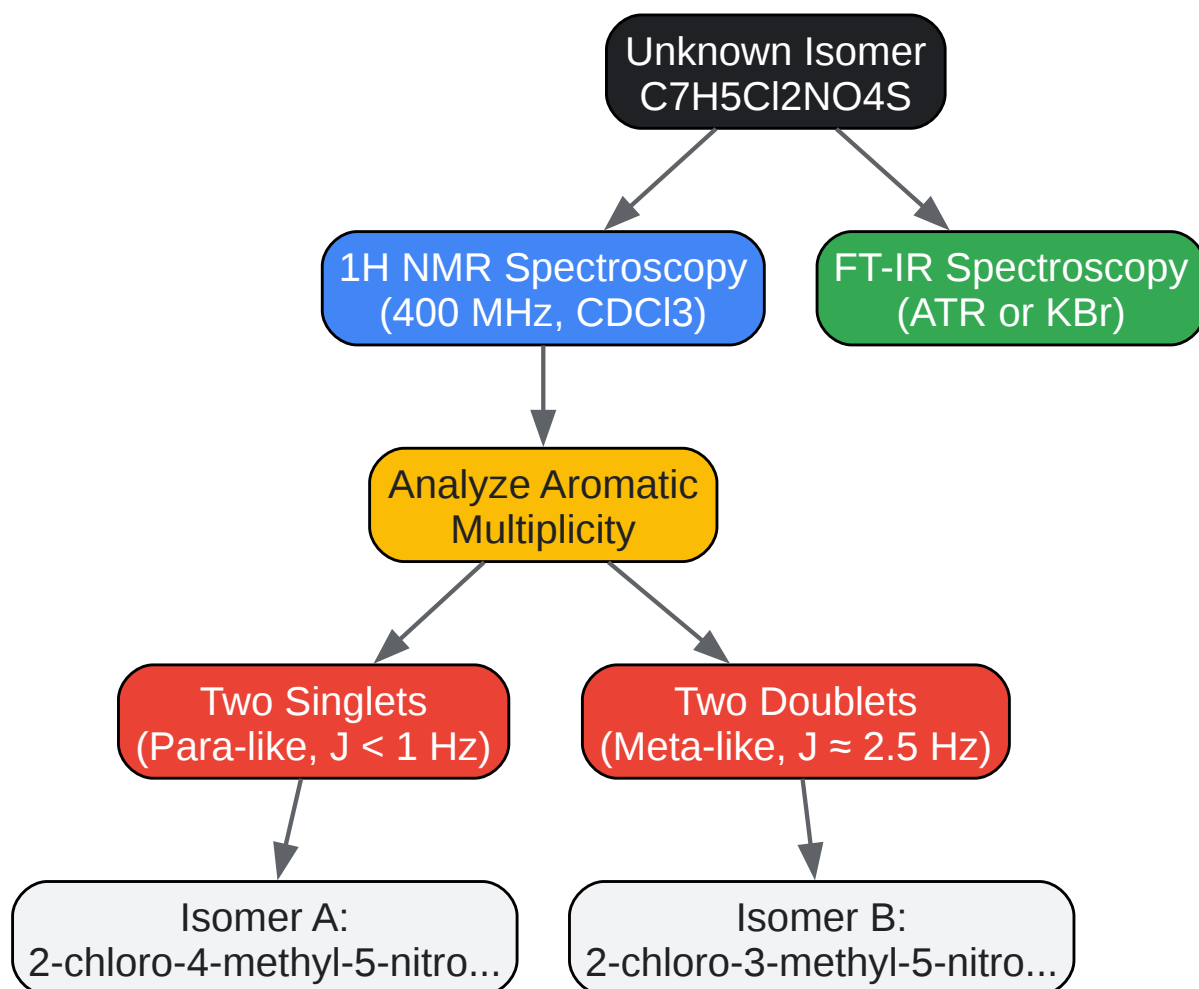 Unknown Isomer
C7H5Cl2NO4S
1H NMR Spectroscopy
(400 MHz, CDCl3)
FT-IR Spectroscopy
(ATR or KBr)
Analyze Aromatic
Multiplicity
Two Singlets
(Para-like, J < 1 Hz)
Two Doublets
(Meta-like, J ≈ 2.5 Hz)
Isomer A:
2-chloro-4-methyl-5-nitro...
Isomer B:
2-chloro-3-methyl-5-nitro...